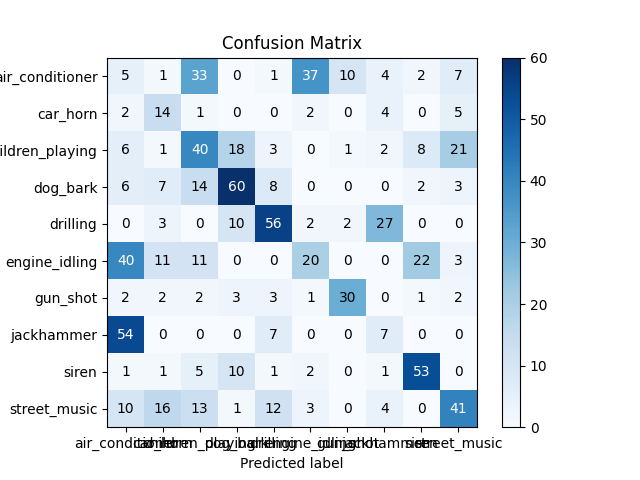 Confusion Matrix
air_conditioner 5 1 33 0 1 37 10 4 2 7
car_horn 2 14 1 0 0 2 0 4 0 5
ildren_playing 6 1 40 18 3 0 1 2 8 21
dog_bark 6 7 14 60 8 0 0 0 2 3
drilling 0 3 0 10 56 2 2 27 0 0
engine_idling 40 11 11 0 0 20 0 0 22 3
gun_shot 2 2 2 3 3 1 30 0 1 2
jackhammer 54 0 0 0 7 0 0 7 0 0
siren 1 1 5 10 1 2 0 1 53 0
street_music 10 16 13 1 12 3 0 4 0 41
street_music
Predicted label
60
50
40
30
20
10
0